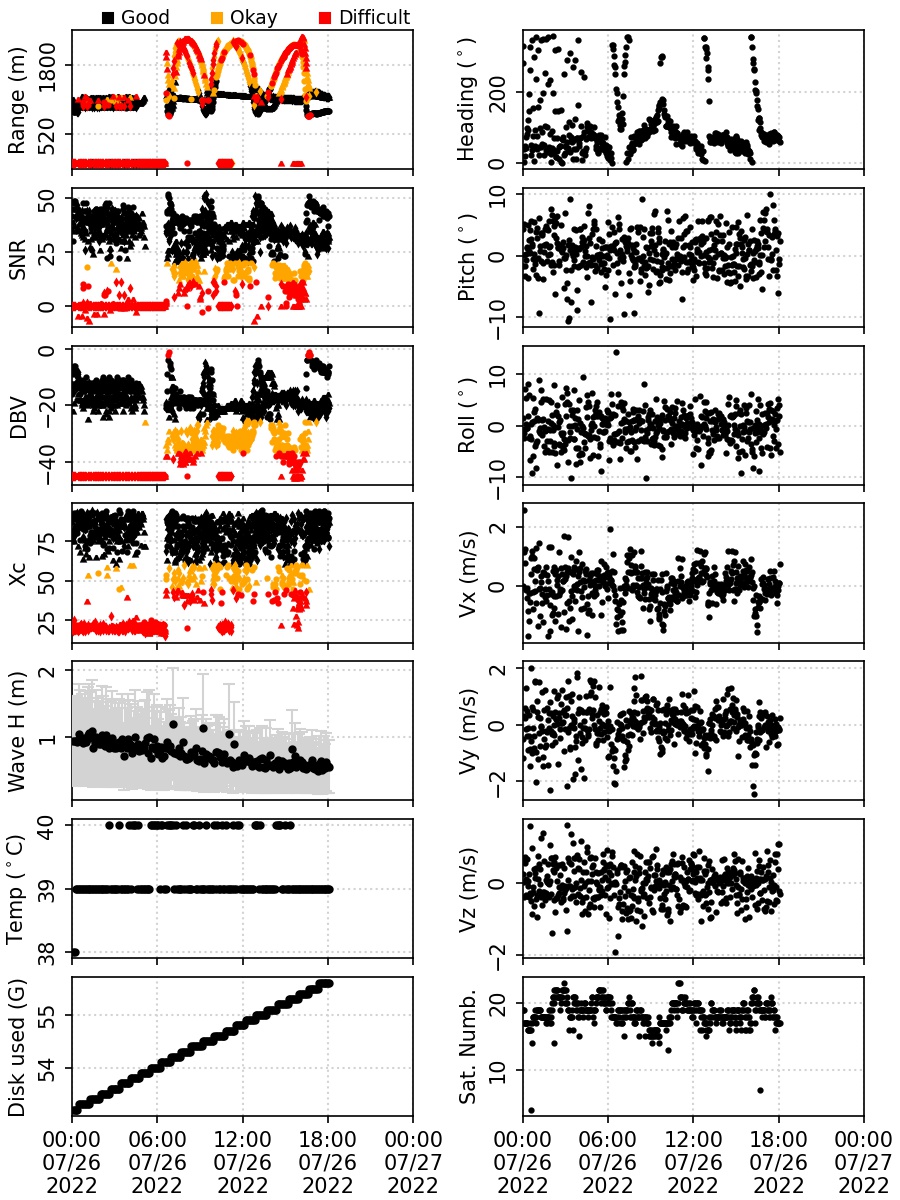 Good Okay Difficult
Range (m)
1800
520
Heading (°)
200
0
SNR
50
25
0
Pitch (°)
10
0
−10
DBV
0
−20
−40
Roll (°)
10
0
−10
Xc
75
50
25
Vx (m/s)
2
0
Wave H (m)
2
1
Vy (m/s)
2
0
−2
Temp (°C)
40
39
38
Vz (m/s)
0
−2
Disk used (G)
55
54
Sat. Numb.
20
10
00:00 06:00 12:00 18:00 00:00 00:00 06:00 12:00 18:00 00:00
07/26 07/26 07/26 07/26 07/27 07/26 07/26 07/26 07/26 07/27
2022 2022 2022 2022 2022 2022 2022 2022 2022 2022